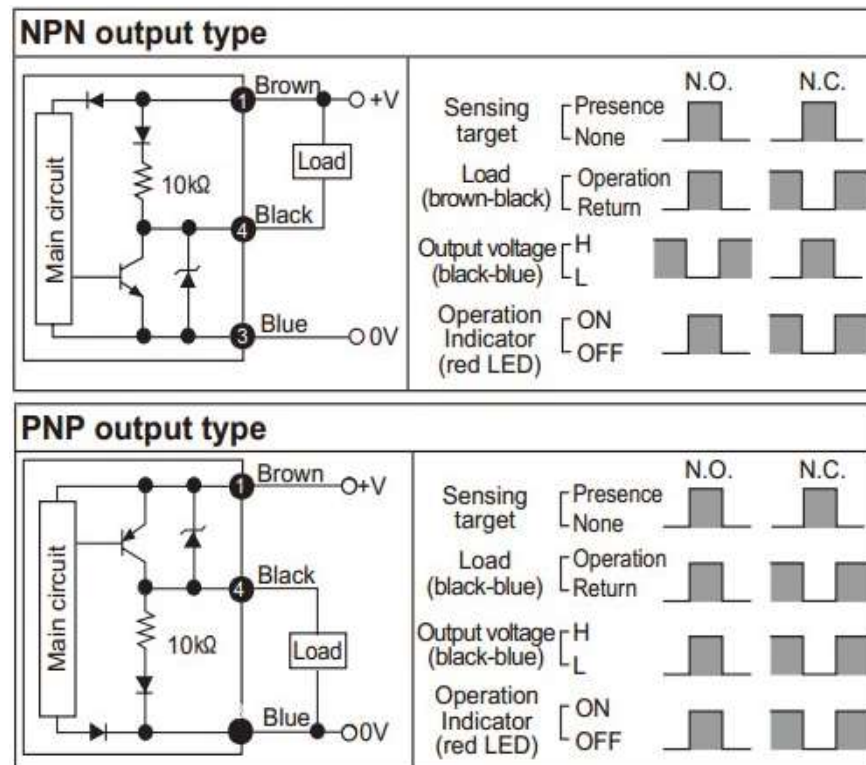 NPN output type
Main circuit
10kΩ
1
Brown
+V
Load
4
Black
3
Blue
0V
N.O. N.C.
Sensing target
Presence
None
Load (brown-black)
Operation
Return
Output voltage (black-blue)
H
L
Operation Indicator (red LED)
ON
OFF
PNP output type
Main circuit
10kΩ
1
Brown
+V
4
Black
Load
Blue
0V
N.O. N.C.
Sensing target
Presence
None
Load (black-blue)
Operation
Return
Output voltage (black-blue)
H
L
Operation Indicator (red LED)
ON
OFF